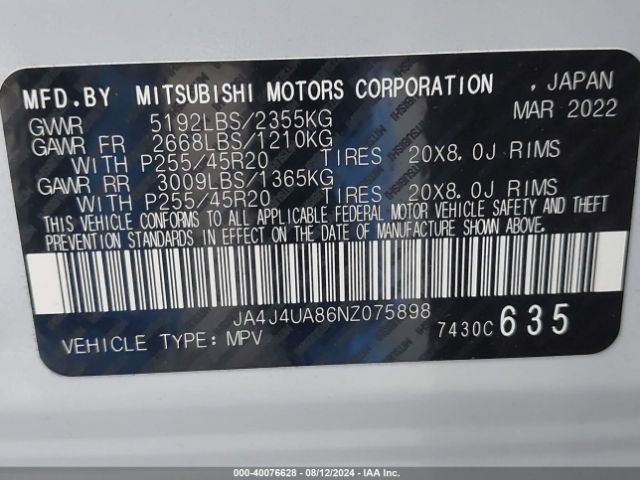 MFD.BY MITSUBISHI MOTORS CORPORATION , JAPAN
MAR 2022
GVWR 5192LBS/2355KG
GAWR FR 2668LBS/1210KG
WITH P255/45R20 TIRES 20X8.0J RIMS
GAWR RR 3009LBS/1365KG
WITH P255/45R20 TIRES 20X8.0J RIMS
THIS VEHICLE CONFORMS TO ALL APPLICABLE FEDERAL MOTOR VEHICLE SAFETY AND THEFT
PREVENTION STANDARDS IN EFFECT ON THE DATE OF MANUFACTURE SHOWN ABOVE.
JA4J4UA86NZ075898
VEHICLE TYPE: MPV 7430C 635
000-40076628 - 08/12/2024 - IAA Inc.